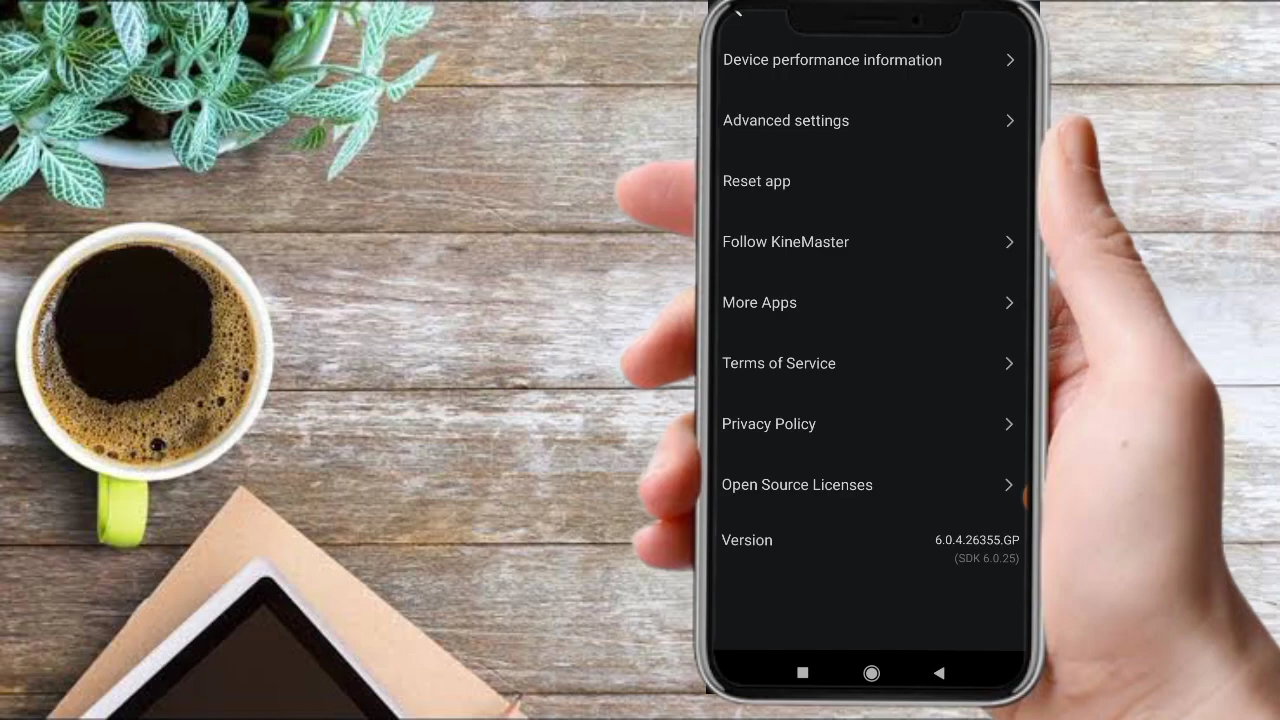 Device performance information
Advanced settings
Reset app
Follow KineMaster
More Apps
Terms of Service
Privacy Policy
Open Source Licenses
Version 6.0.4.26355.GP
(SDK 6.0.25)